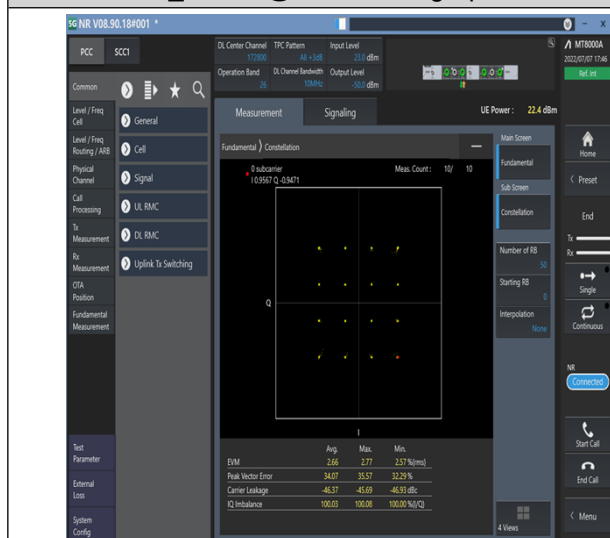 5G NR V08.90.18#001 *
PCC
SCC1
DL Center Channel
172800
TPC Pattern
All +3dB
Input Level
23.0 dBm
Operation Band
26
DL Channel Bandwidth
10MHz
Output Level
-50.0 dBm
MT8000A
2022/07/07 17:46
Ref. Int
Common
Level / Freq
Cell
Level / Freq
Routing / ARB
Physical
Channel
Call
Processing
Tx
Measurement
Rx
Measurement
OTA
Position
Fundamental
Measurement
Test
Parameter
External
Loss
System
Config
General
Cell
Signal
UL RMC
DL RMC
Uplink Tx Switching
Measurement
Signaling
UE Power : 22.4 dBm
Fundamental ❭ Constellation
0 subcarrier
I 0.9567 Q -0.9471
Meas. Count : 10/ 10
Q
I
Avg. Max. Min.
EVM 2.66 2.77 2.57 %(rms)
Peak Vector Error 34.07 35.57 32.29 %
Carrier Leakage -46.37 -45.69 -46.93 dBc
IQ Imbalance 100.03 100.08 100.00 %(I/Q)
Main Screen
Fundamental
Sub Screen
Constellation
Number of RB
50
Starting RB
0
Interpolation
None
4 Views
Home
Preset
End
Tx
Rx
Single
Continuous
NR
Connected
Start Call
End Call
Menu